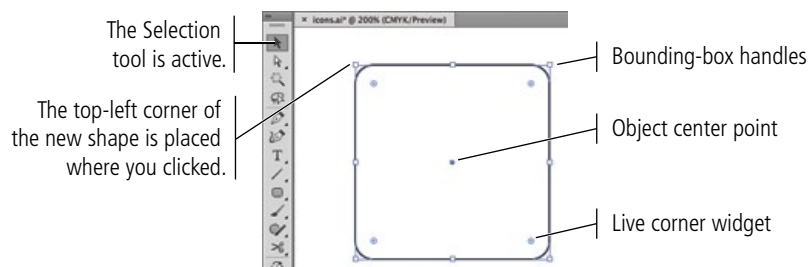 The Selection
tool is active.
× icons.ai* @ 200% (CMYK/Preview)
Bounding-box handles
The top-left corner of
the new shape is placed
where you clicked.
Object center point
Live corner widget